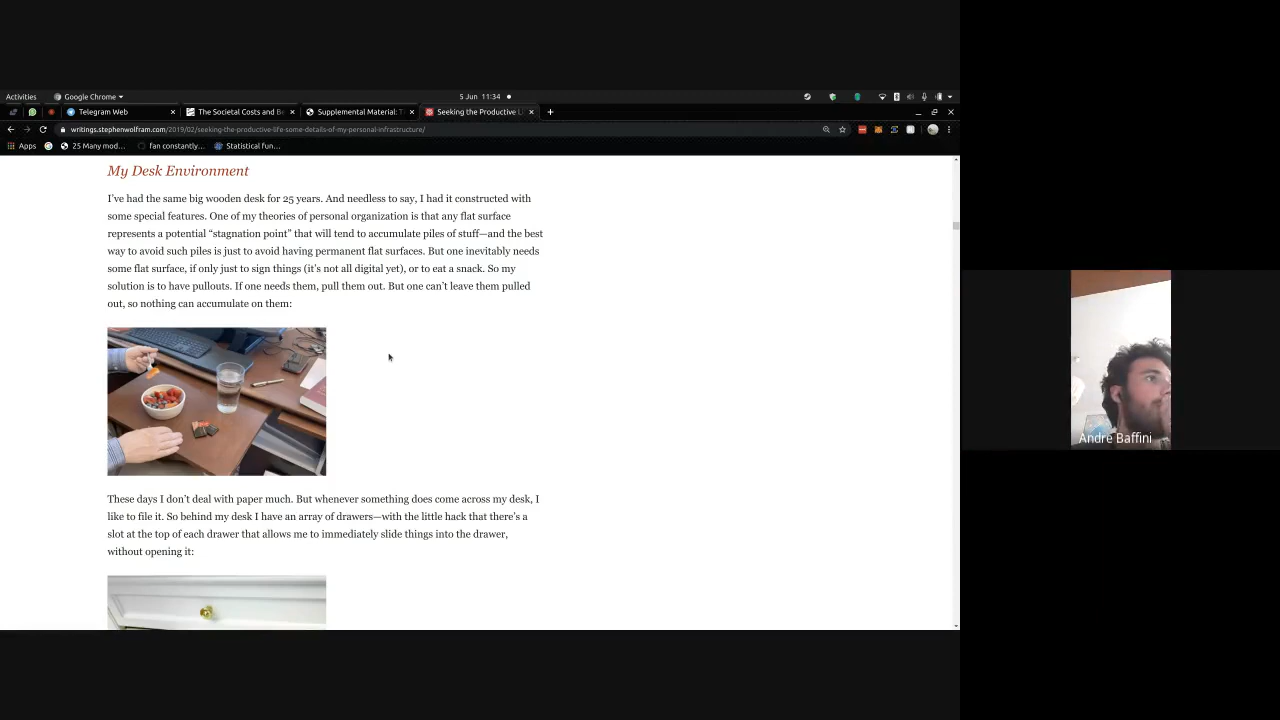 Activities
Google Chrome
5 Jun 11:34
Telegram Web
The Societal Costs and Be
Supplemental Material: T
Seeking the Productive Li
writings.stephenwolfram.com/2019/02/seeking-the-productive-life-some-details-of-my-personal-infrastructure/
Apps
25 Many mod...
fan constantly...
Statistical fun...
My Desk Environment
I've had the same big wooden desk for 25 years. And needless to say, I had it constructed with
some special features. One of my theories of personal organization is that any flat surface
represents a potential “stagnation point” that will tend to accumulate piles of stuff—and the best
way to avoid such piles is just to avoid having permanent flat surfaces. But one inevitably needs
some flat surface, if only just to sign things (it's not all digital yet), or to eat a snack. So my
solution is to have pullouts. If one needs them, pull them out. But one can't leave them pulled
out, so nothing can accumulate on them:
These days I don't deal with paper much. But whenever something does come across my desk, I
like to file it. So behind my desk I have an array of drawers—with the little hack that there's a
slot at the top of each drawer that allows me to immediately slide things into the drawer,
without opening it:
Andre Baffini